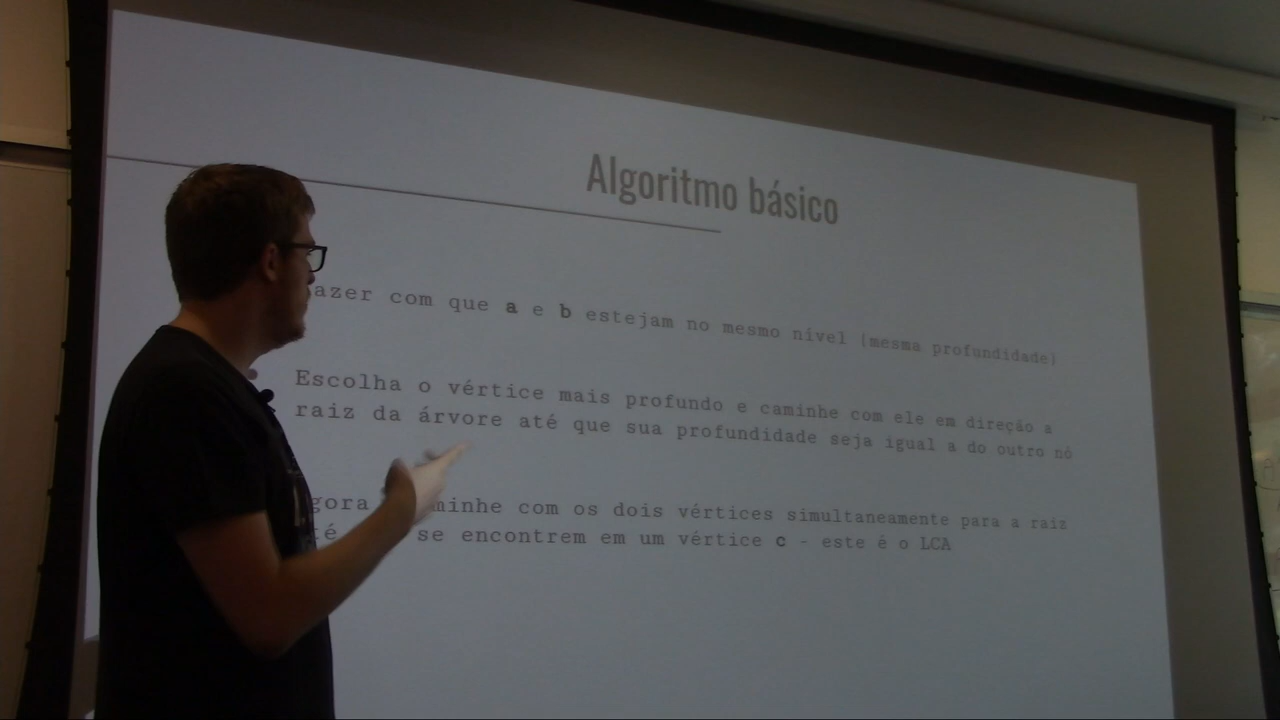 Algoritmo básico
azer com que a e b estejam no mesmo nível (mesma profundidade)
Escolha o vértice mais profundo e caminhe com ele em direção a
raiz da árvore até que sua profundidade seja igual a do outro nó
gora minhe com os dois vértices simultaneamente para a raiz
té se encontrem em um vértice c - este é o LCA